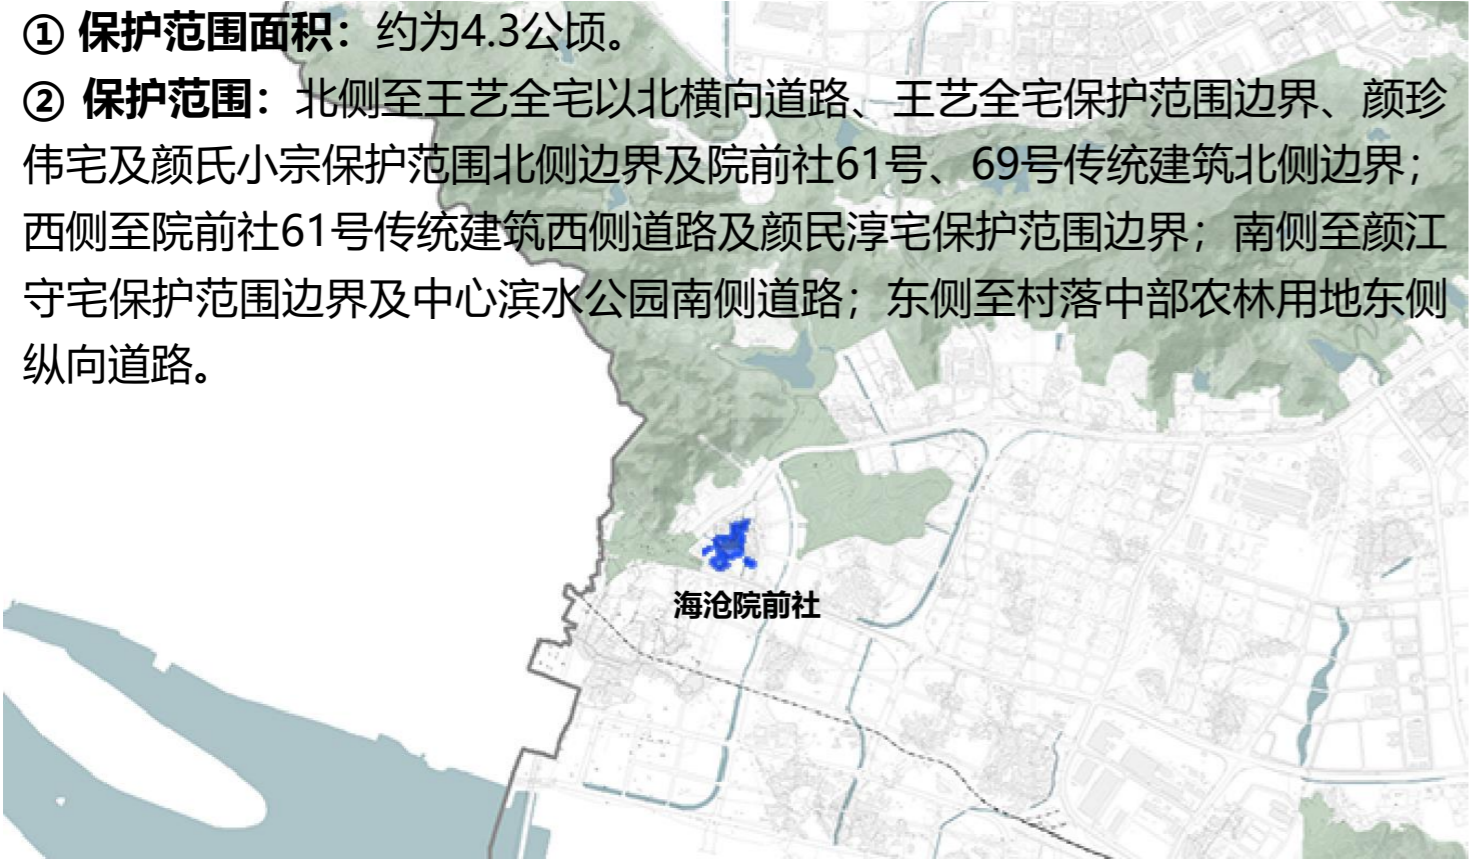 ① 保护范围面积：约为4.3公顷。
② 保护范围：北侧至王艺全宅以北横向道路、王艺全宅保护范围边界、颜珍
伟宅及颜氏小宗保护范围北侧边界及院前社61号、69号传统建筑北侧边界；
西侧至院前社61号传统建筑西侧道路及颜民淳宅保护范围边界；南侧至颜江
守宅保护范围边界及中心滨水公园南侧道路；东侧至村落中部农林用地东侧
纵向道路。
海沧院前社